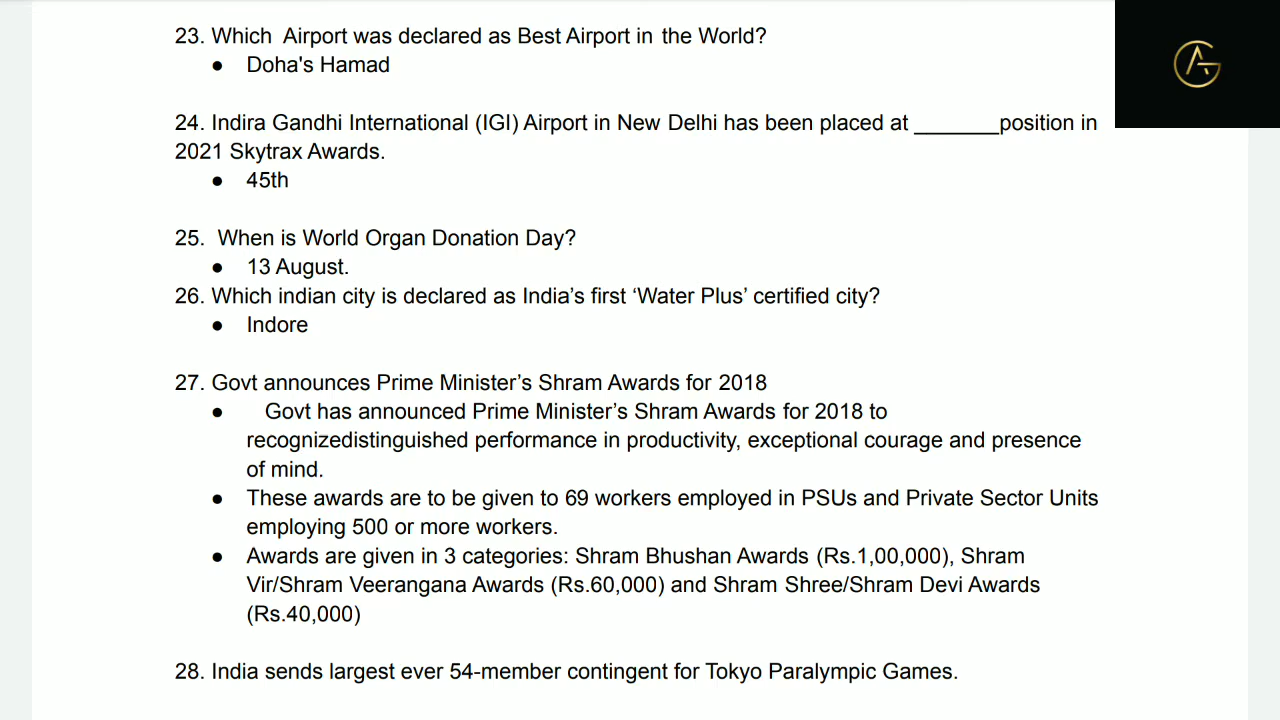 23. Which Airport was declared as Best Airport in the World?
● Doha's Hamad
24. Indira Gandhi International (IGI) Airport in New Delhi has been placed at _______position in
2021 Skytrax Awards.
● 45th
25. When is World Organ Donation Day?
● 13 August.
26. Which indian city is declared as India’s first ‘Water Plus’ certified city?
● Indore
27. Govt announces Prime Minister’s Shram Awards for 2018
● Govt has announced Prime Minister’s Shram Awards for 2018 to
recognizedistinguished performance in productivity, exceptional courage and presence
of mind.
● These awards are to be given to 69 workers employed in PSUs and Private Sector Units
employing 500 or more workers.
● Awards are given in 3 categories: Shram Bhushan Awards (Rs.1,00,000), Shram
Vir/Shram Veerangana Awards (Rs.60,000) and Shram Shree/Shram Devi Awards
(Rs.40,000)
28. India sends largest ever 54-member contingent for Tokyo Paralympic Games.